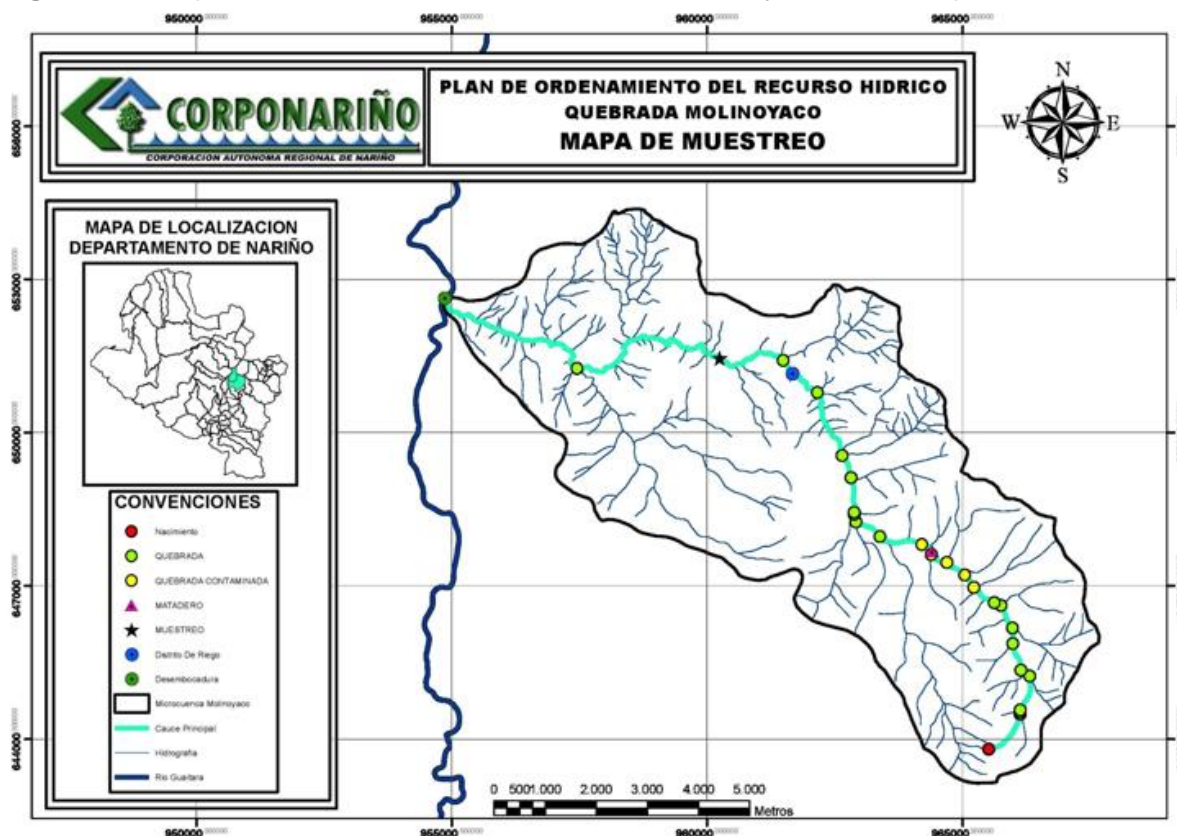 950000 955000 960000 965000
CORPONARIÑO
CORPORACION AUTONOMA REGIONAL DE NARIÑO
PLAN DE ORDENAMIENTO DEL RECURSO HIDRICO
QUEBRADA MOLINOYACO
MAPA DE MUESTREO
N
W E
S
MAPA DE LOCALIZACION
DEPARTAMENTO DE NARIÑO
CONVENCIONES
Nacimiento
QUEBRADA
QUEBRADA CONTAMINADA
MATADERO
MUESTREO
Distrito De Riego
Desembocadura
Microcuenca Molinoyaco
Cauce Principal
Hidrografia
Rio Guaitara
653000
650000
647000
644000
0 500 1.000 2.000 3.000 4.000 5.000
Metros
950000 955000 960000 965000